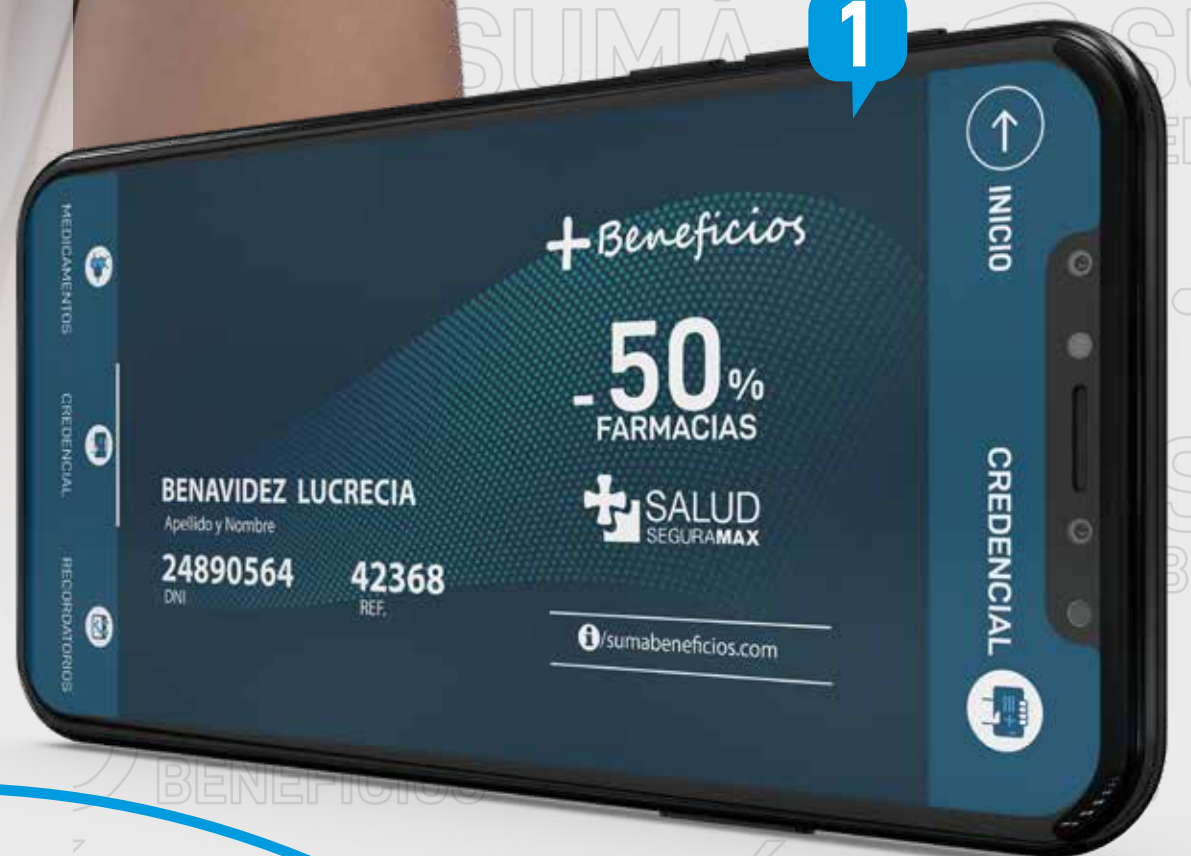 SUMÁ
1
INICIO
CREDENCIAL
+Beneficios
-50%
FARMACIAS
SALUD
SEGURAMAX
BENAVIDEZ LUCRECIA
Apellido y Nombre
24890564 42368
DNI REF.
i/sumabeneficios.com
MEDICAMENTOS
CREDENCIAL
RECORDATORIOS
BENEFICIOS